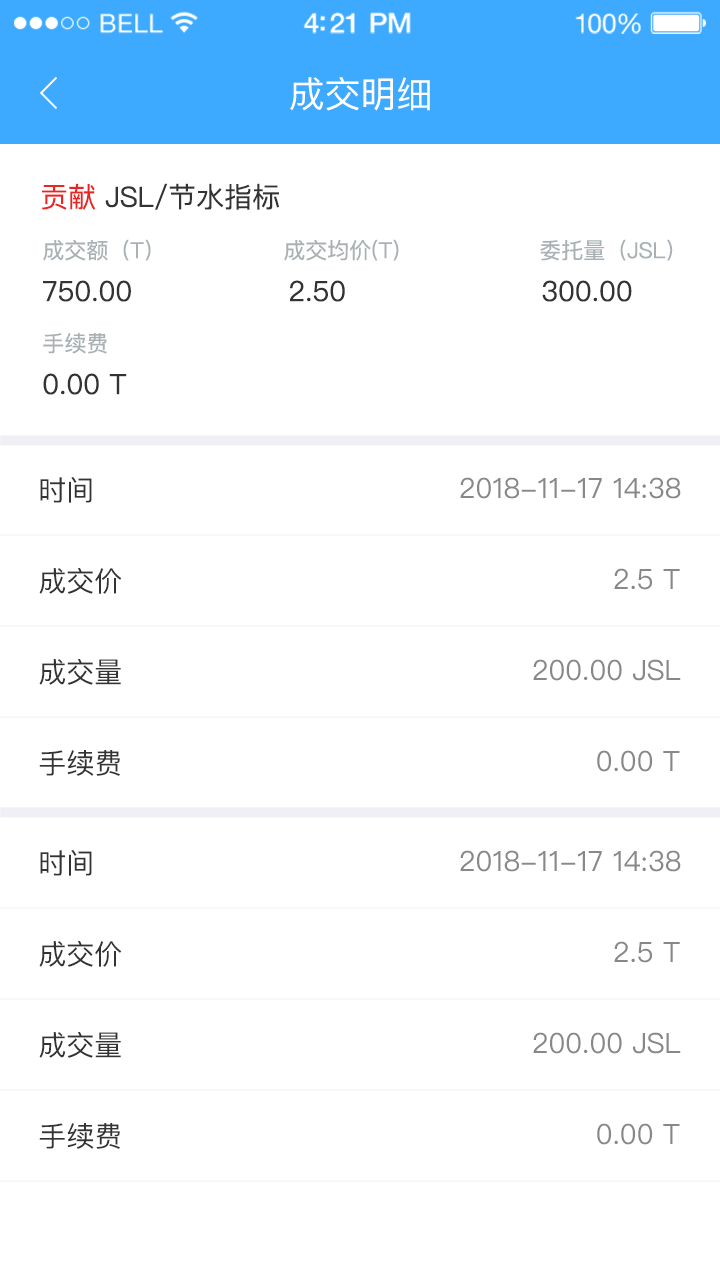 BELL 4:21 PM 100%
成交明细
贡献 JSL/节水指标
成交额（T） 成交均价(T) 委托量（JSL）
750.00 2.50 300.00
手续费
0.00 T
时间 2018-11-17 14:38
成交价 2.5 T
成交量 200.00 JSL
手续费 0.00 T
时间 2018-11-17 14:38
成交价 2.5 T
成交量 200.00 JSL
手续费 0.00 T